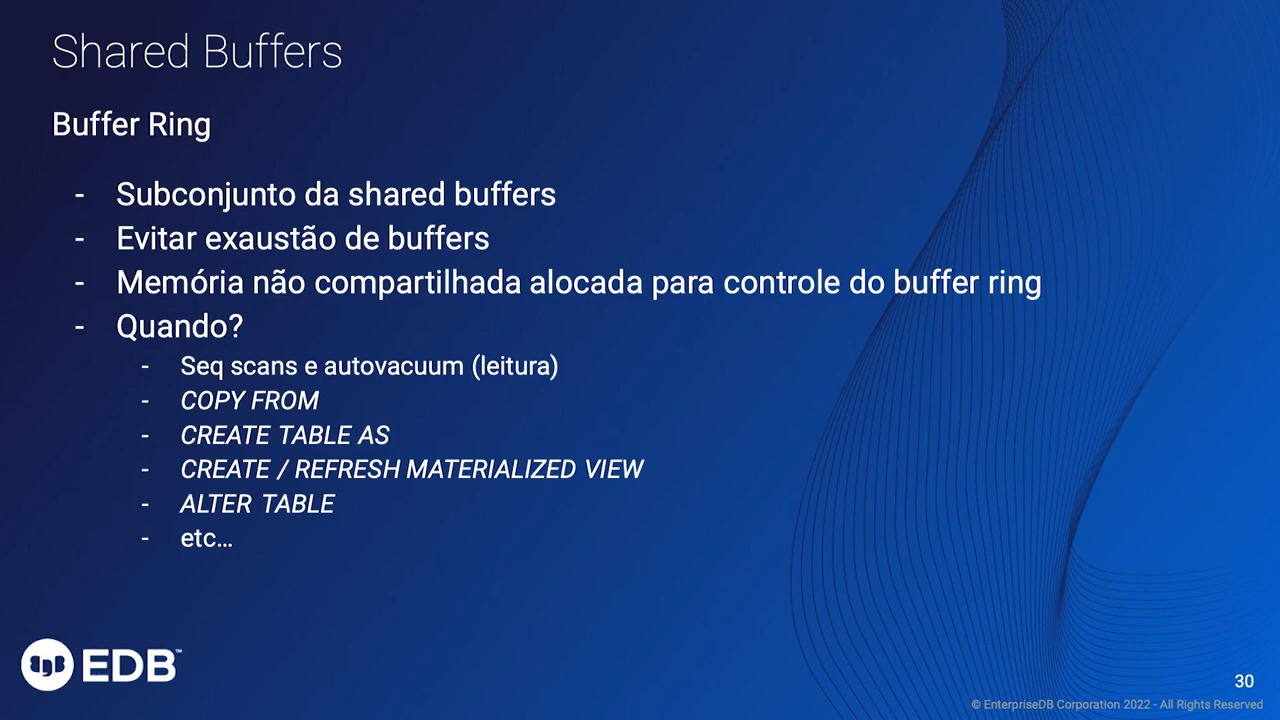 Shared Buffers
Buffer Ring
- Subconjunto da shared buffers
- Evitar exaustão de buffers
- Memória não compartilhada alocada para controle do buffer ring
- Quando?
- Seq scans e autovacuum (leitura)
- COPY FROM
- CREATE TABLE AS
- CREATE / REFRESH MATERIALIZED VIEW
- ALTER TABLE
- etc…
EDB™
30
© EnterpriseDB Corporation 2022 - All Rights Reserved